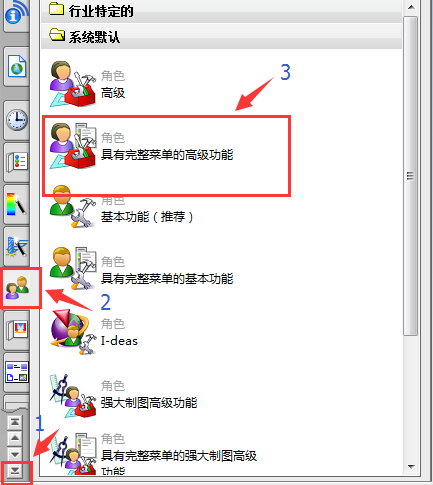 行业特定的
系统默认
3
角色
高级
角色
具有完整菜单的高级功能
角色
基本功能（推荐）
角色
具有完整菜单的基本功能
2
角色
I-deas
角色
强大制图高级功能
1
角色
具有完整菜单的强大制图高级
功能